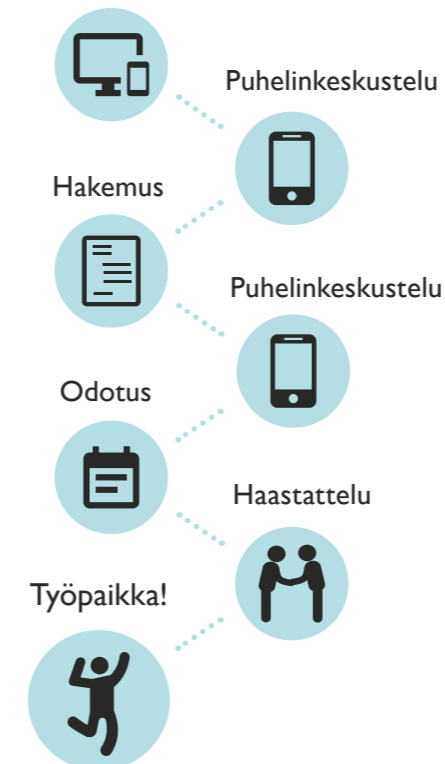 Puhelinkeskustelu
Hakemus
Puhelinkeskustelu
Odotus
Haastattelu
Työpaikka!